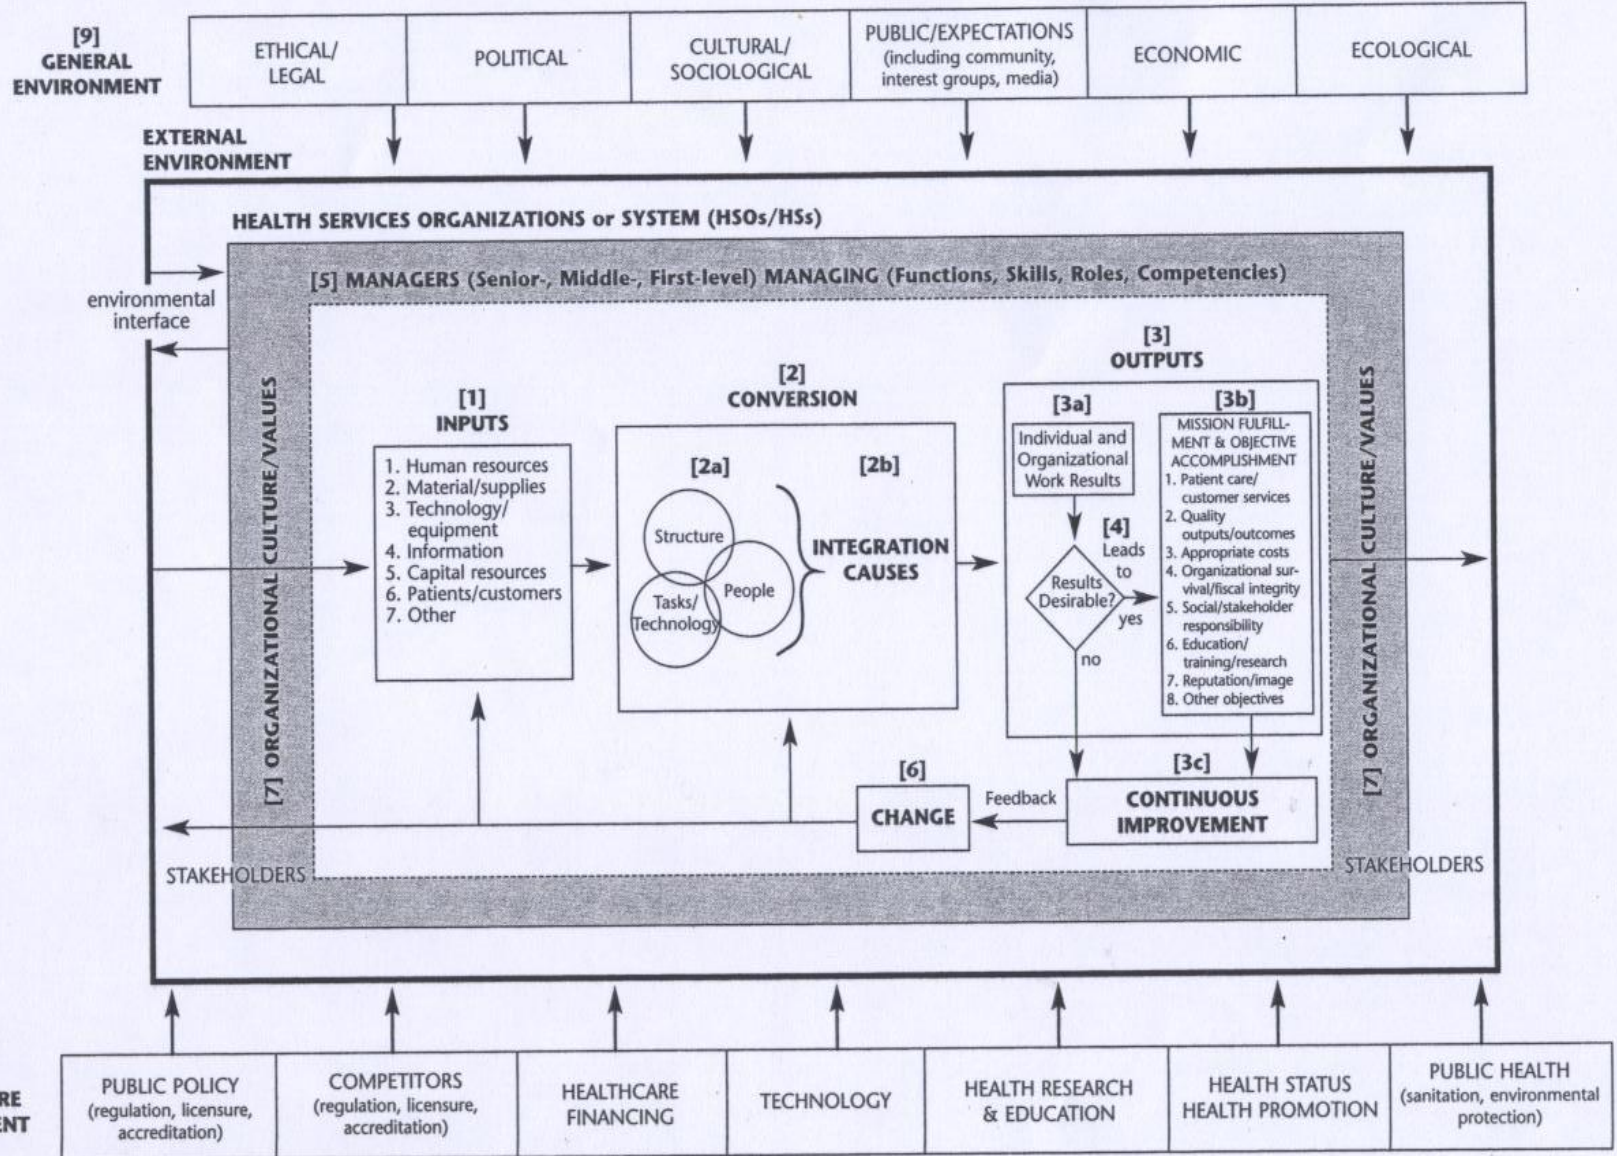 [9]
GENERAL
ENVIRONMENT
ETHICAL/
LEGAL
POLITICAL
CULTURAL/
SOCIOLOGICAL
PUBLIC/EXPECTATIONS
(including community,
interest groups, media)
ECONOMIC
ECOLOGICAL
EXTERNAL
ENVIRONMENT
HEALTH SERVICES ORGANIZATIONS or SYSTEM (HSOs/HSs)
[5] MANAGERS (Senior-, Middle-, First-level) MANAGING (Functions, Skills, Roles, Competencies)
environmental
interface
[7] ORGANIZATIONAL CULTURE/VALUES
[1]
INPUTS
1. Human resources
2. Material/supplies
3. Technology/
equipment
4. Information
5. Capital resources
6. Patients/customers
7. Other
[2]
CONVERSION
[2a]
Structure
People
Tasks/
Technology
[2b]
INTEGRATION
CAUSES
[3]
OUTPUTS
[3a]
Individual and
Organizational
Work Results
[4]
Leads
to
yes
Results
Desirable?
no
[3b]
MISSION FULFILL-
MENT & OBJECTIVE
ACCOMPLISHMENT
1. Patient care/
customer services
2. Quality
outputs/outcomes
3. Appropriate costs
4. Organizational sur-
vival/fiscal integrity
5. Social/stakeholder
responsibility
6. Education/
training/research
7. Reputation/image
8. Other objectives
[7] ORGANIZATIONAL CULTURE/VALUES
[3c]
CONTINUOUS
IMPROVEMENT
Feedback
[6]
CHANGE
STAKEHOLDERS
STAKEHOLDERS
RE
ENT
PUBLIC POLICY
(regulation, licensure,
accreditation)
COMPETITORS
(regulation, licensure,
accreditation)
HEALTHCARE
FINANCING
TECHNOLOGY
HEALTH RESEARCH
& EDUCATION
HEALTH STATUS
HEALTH PROMOTION
PUBLIC HEALTH
(sanitation, environmental
protection)